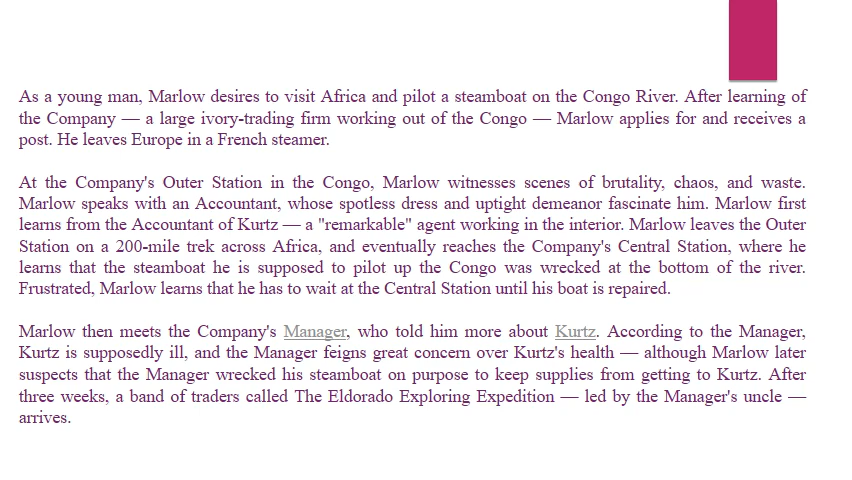 As a young man, Marlow desires to visit Africa and pilot a steamboat on the Congo River. After learning of
the Company — a large ivory-trading firm working out of the Congo — Marlow applies for and receives a
post. He leaves Europe in a French steamer.
At the Company's Outer Station in the Congo, Marlow witnesses scenes of brutality, chaos, and waste.
Marlow speaks with an Accountant, whose spotless dress and uptight demeanor fascinate him. Marlow first
learns from the Accountant of Kurtz — a "remarkable" agent working in the interior. Marlow leaves the Outer
Station on a 200-mile trek across Africa, and eventually reaches the Company's Central Station, where he
learns that the steamboat he is supposed to pilot up the Congo was wrecked at the bottom of the river.
Frustrated, Marlow learns that he has to wait at the Central Station until his boat is repaired.
Marlow then meets the Company's Manager, who told him more about Kurtz. According to the Manager,
Kurtz is supposedly ill, and the Manager feigns great concern over Kurtz's health — although Marlow later
suspects that the Manager wrecked his steamboat on purpose to keep supplies from getting to Kurtz. After
three weeks, a band of traders called The Eldorado Exploring Expedition — led by the Manager's uncle —
arrives.